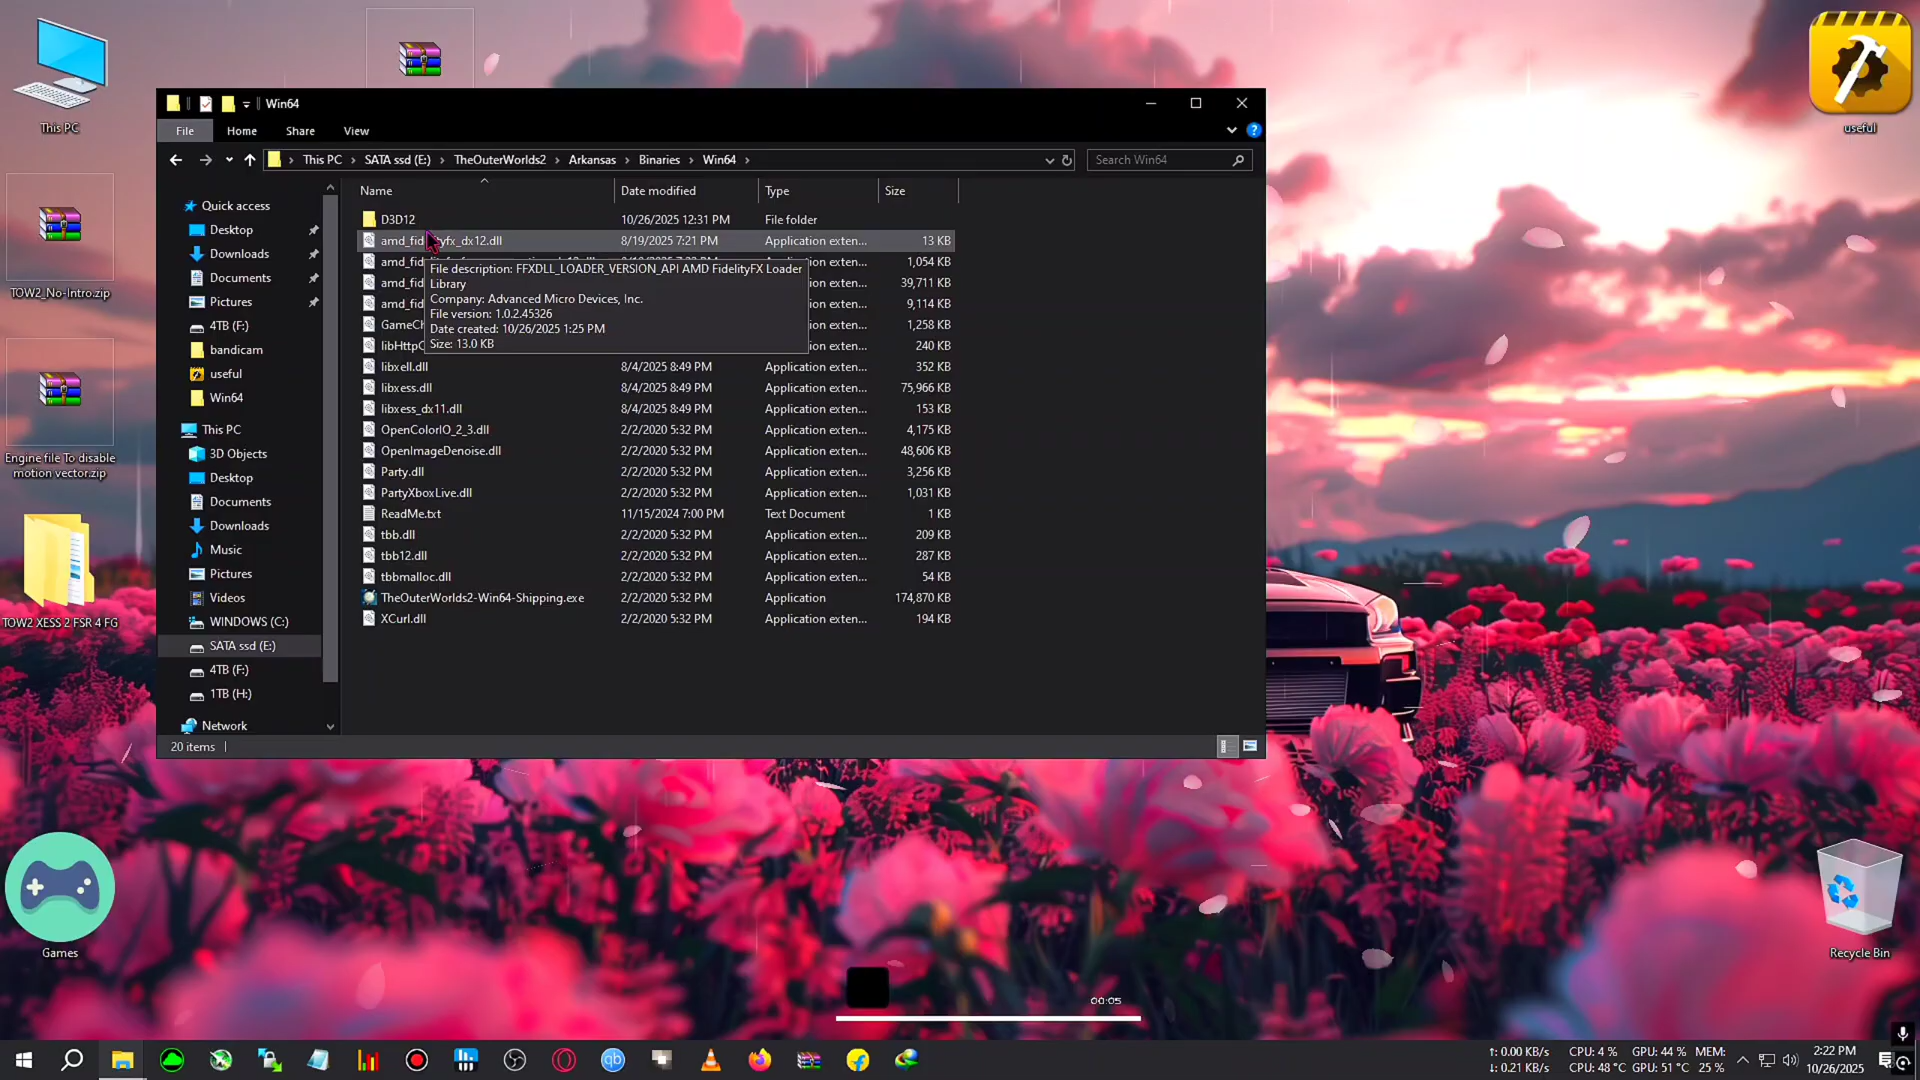 This PC
TOW2_No-Intro.zip
Engine file To disable
motion vector.zip
TOW2 XESS 2 FSR 4 FG
Games
useful
Recycle Bin
Win64
File
Home
Share
View
This PC
SATA ssd (E:)
TheOuterWorlds2
Arkansas
Binaries
Win64
Search Win64
Quick access
Desktop
Downloads
Documents
Pictures
4TB (F:)
bandicam
useful
Win64
This PC
3D Objects
Desktop
Documents
Downloads
Music
Pictures
Videos
WINDOWS (C:)
SATA ssd (E:)
4TB (F:)
1TB (H:)
Network
Name Date modified Type Size
D3D12 10/26/2025 12:31 PM File folder
amd_fidelityfx_dx12.dll 8/19/2025 7:21 PM Application exten... 13 KB
amd_fid 1,054 KB
amd_fid ion exten... 39,711 KB
amd_fid ion exten... 9,114 KB
GameCh ion exten... 1,258 KB
libHttpC ion exten... 240 KB
File description: FFXDLL_LOADER_VERSION_API AMD FidelityFX Loader
Library
Company: Advanced Micro Devices, Inc.
File version: 1.0.2.45326
Date created: 10/26/2025 1:25 PM
Size: 13.0 KB
libxell.dll 8/4/2025 8:49 PM Application exten... 352 KB
libxess.dll 8/4/2025 8:49 PM Application exten... 75,966 KB
libxess_dx11.dll 8/4/2025 8:49 PM Application exten... 153 KB
OpenColorIO_2_3.dll 2/2/2020 5:32 PM Application exten... 4,175 KB
OpenImageDenoise.dll 2/2/2020 5:32 PM Application exten... 48,606 KB
Party.dll 2/2/2020 5:32 PM Application exten... 3,256 KB
PartyXboxLive.dll 2/2/2020 5:32 PM Application exten... 1,031 KB
ReadMe.txt 11/15/2024 7:00 PM Text Document 1 KB
tbb.dll 2/2/2020 5:32 PM Application exten... 209 KB
tbb12.dll 2/2/2020 5:32 PM Application exten... 287 KB
tbbmalloc.dll 2/2/2020 5:32 PM Application exten... 54 KB
TheOuterWorlds2-Win64-Shipping.exe 2/2/2020 5:32 PM Application 174,870 KB
XCurl.dll 2/2/2020 5:32 PM Application exten... 194 KB
20 items
00:05
↑: 0.00 KB/s CPU: 4 % GPU: 44 % MEM:
↓: 0.21 KB/s CPU: 48 °C GPU: 51 °C 25 %
2:22 PM
10/26/2025